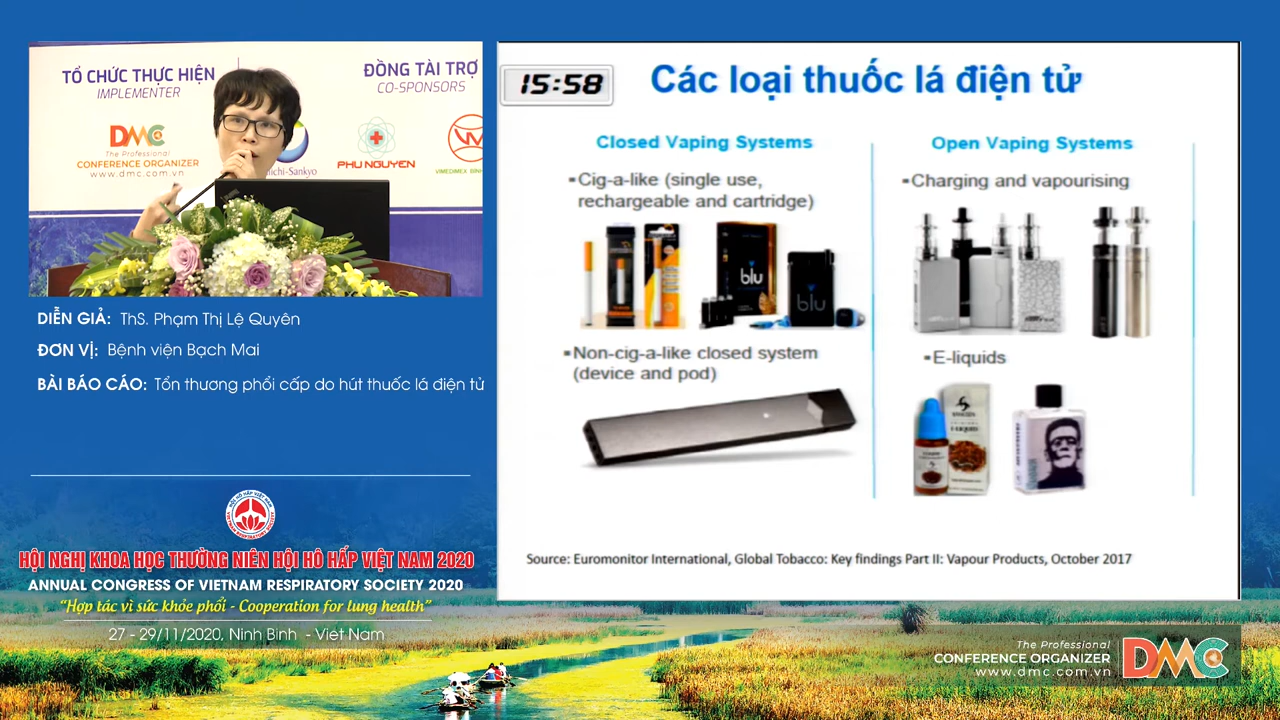 TỔ CHỨC THỰC HIỆN
IMPLEMENTER
DMC
The Professional
CONFERENCE ORGANIZER
www.dmc.com.vn
ĐỒNG TÀI TRỢ
CO-SPONSORS
ichi-Sankyo
PHU NGUYEN
VIMEDIMEX BÌNH
DIỄN GIẢ: ThS. Phạm Thị Lệ Quyên
ĐƠN VỊ: Bệnh viện Bạch Mai
BÀI BÁO CÁO: Tổn thương phổi cấp do hút thuốc lá điện tử
HỘI NGHỊ KHOA HỌC THƯỜNG NIÊN HỘI HÔ HẤP VIỆT NAM 2020
ANNUAL CONGRESS OF VIETNAM RESPIRATORY SOCIETY 2020
“Hợp tác vì sức khỏe phổi - Cooperation for lung health”
27 - 29/11/2020, Ninh Bình - Việt Nam
15:58
Các loại thuốc lá điện tử
Closed Vaping Systems
▪Cig-a-like (single use,
rechargeable and cartridge)
blu
blu
▪Non-cig-a-like closed system
(device and pod)
Open Vaping Systems
▪Charging and vapourising
▪E-liquids
Source: Euromonitor International, Global Tobacco: Key findings Part II: Vapour Products, October 2017
The Professional
CONFERENCE ORGANIZER
www.dmc.com.vn
DMC